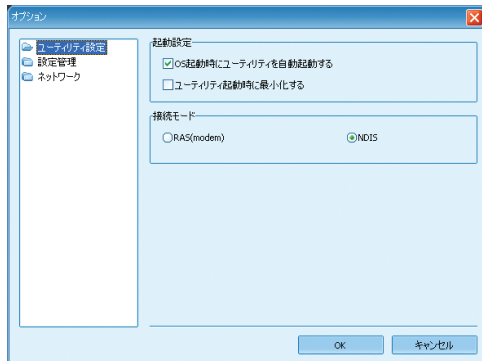 オプション
ユーティリティ設定
設定管理
ネットワーク
起動設定
OS起動時にユーティリティを自動起動する
ユーティリティ起動時に最小化する
接続モード
RAS(modem)
NDIS
OK
キャンセル